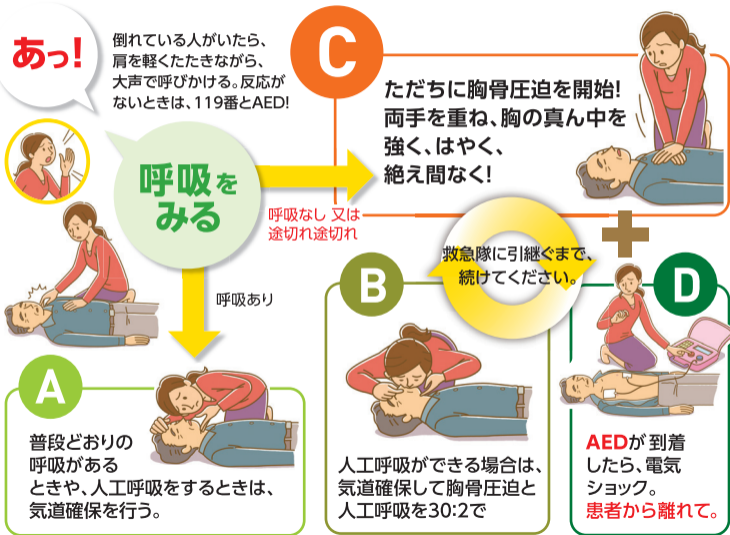 あっ!
倒れている人がいたら、
肩を軽くたたきながら、
大声で呼びかける。反応が
ないときは、119番とAED!
呼吸を
みる
呼吸なし 又は
途切れ途切れ
呼吸あり
C
ただちに胸骨圧迫を開始!
両手を重ね、胸の真ん中を
強く、はやく、
絶え間なく!
救急隊に引継ぐまで、
続けてください。
A
普段どおりの
呼吸がある
ときや、人工呼吸をするときは、
気道確保を行う。
B
人工呼吸ができる場合は、
気道確保して胸骨圧迫と
人工呼吸を30:2で
D
AEDが到着
したら、電気
ショック。
患者から離れて。